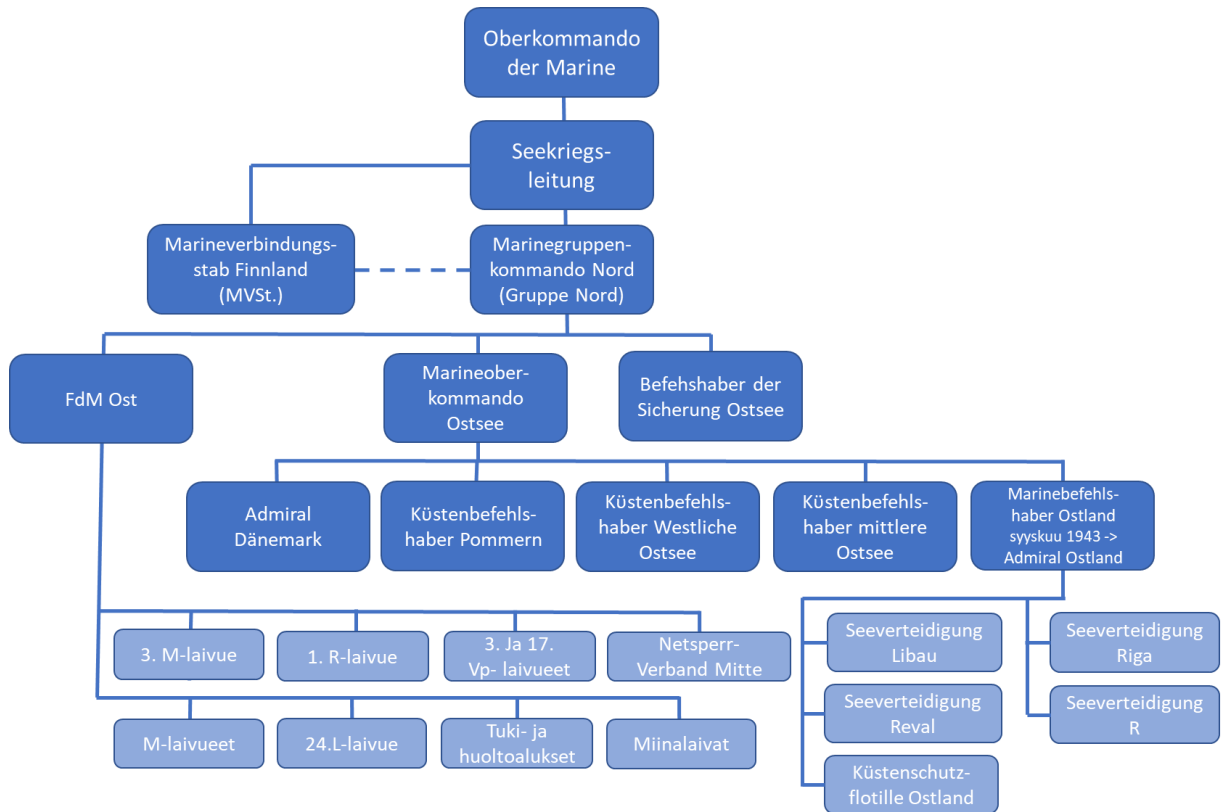 Oberkommando
der Marine
Seekriegs-
leitung
Marineverbindungs-
stab Finnland
(MVSt.)
Marinegruppen-
kommando Nord
(Gruppe Nord)
FdM Ost
Marineober-
kommando
Ostsee
Befehshaber der
Sicherung Ostsee
Admiral
Dänemark
Küstenbefehls-
haber Pommern
Küstenbefehls-
haber Westliche
Ostsee
Küstenbefehls-
haber mittlere
Ostsee
Marinebefehls-
haber Ostland
syyskuu 1943 ->
Admiral Ostland
3. M-laivue
1. R-laivue
3. Ja 17.
Vp- laivueet
Netsperr-
Verband Mitte
M-laivueet
24.L-laivue
Tuki- ja
huoltoalukset
Miinalaivat
Seeverteidigung
Libau
Seeverteidigung
Riga
Seeverteidigung
Reval
Seeverteidigung
R
Küstenschutz-
flotille Ostland